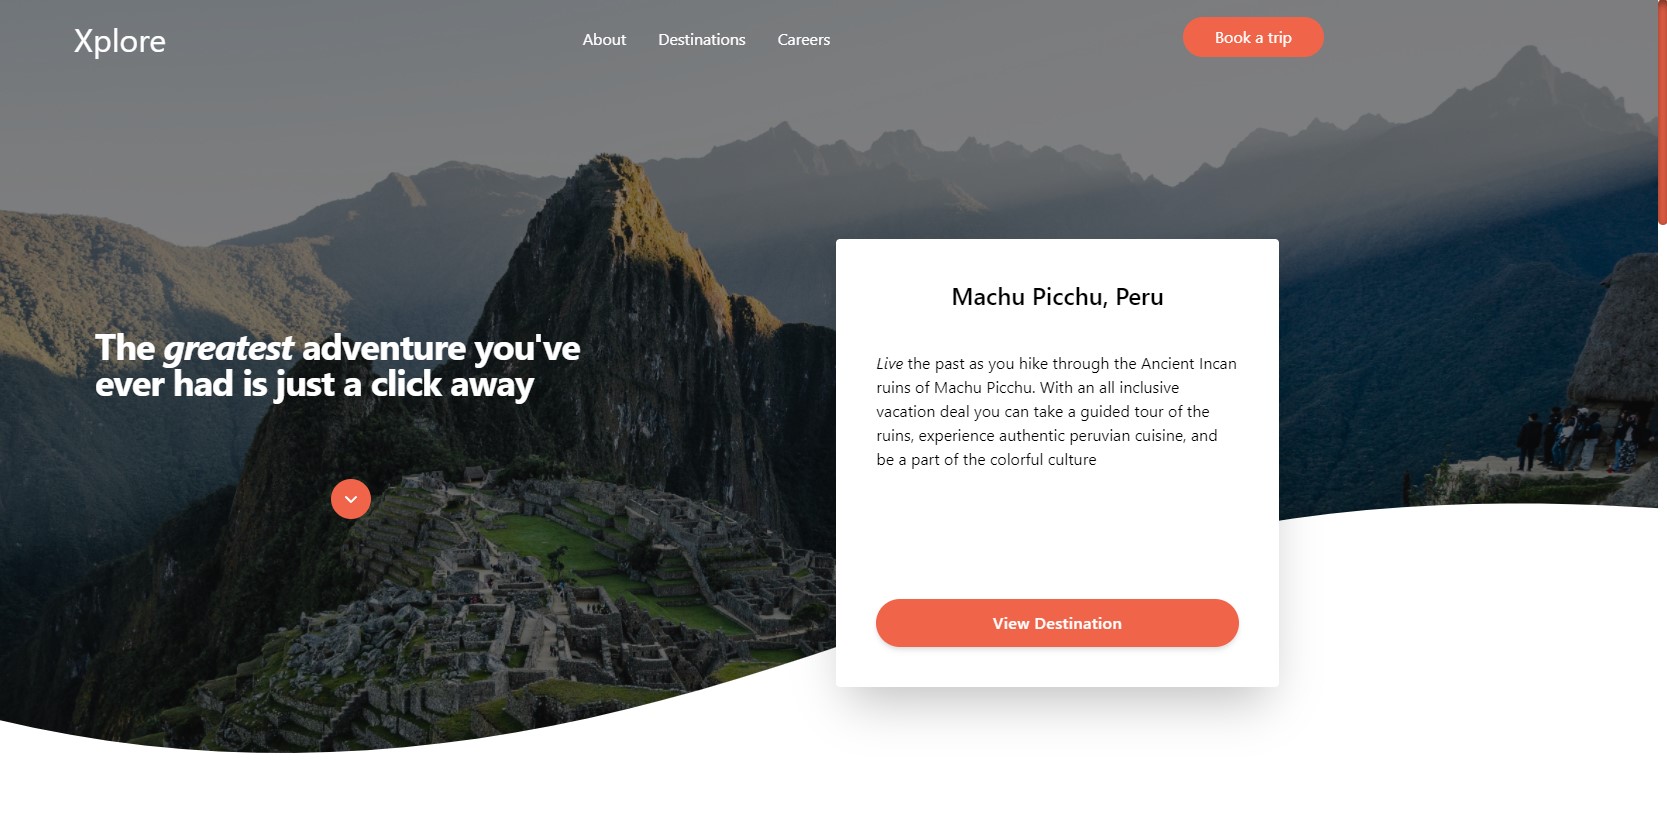 Xplore
About
Destinations
Careers
Book a trip
The greatest adventure you've
ever had is just a click away
Machu Picchu, Peru
Live the past as you hike through the Ancient Incan
ruins of Machu Picchu. With an all inclusive
vacation deal you can take a guided tour of the
ruins, experience authentic peruvian cuisine, and
be a part of the colorful culture
View Destination